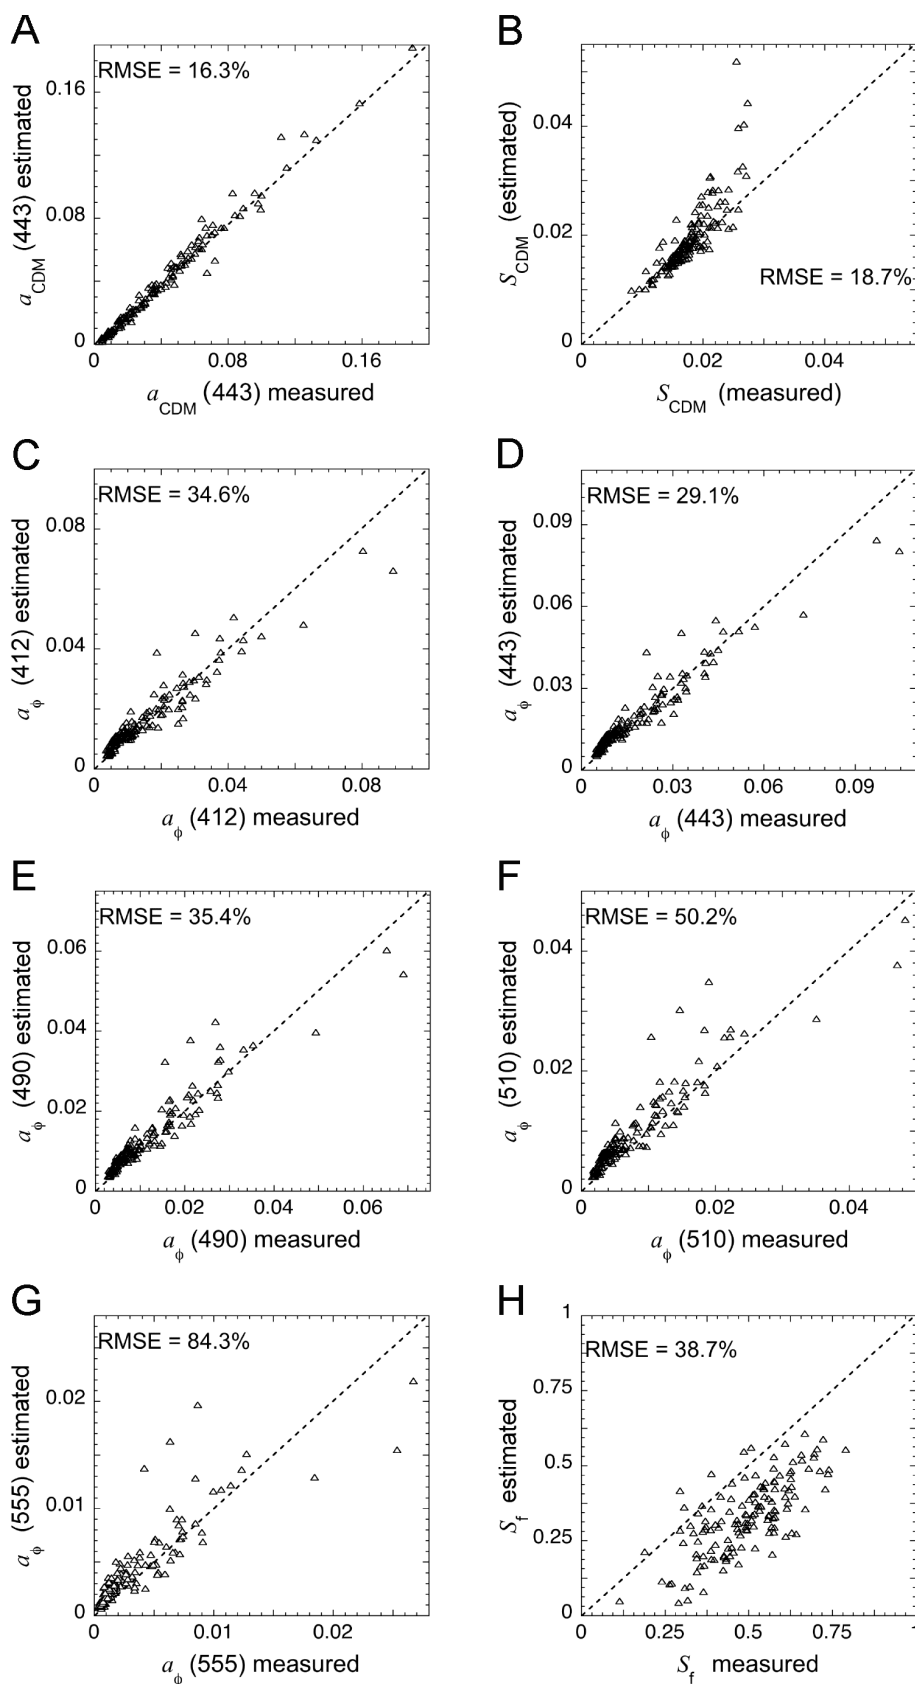 A
RMSE = 16.3%
aCDM (443) estimated
0.16
0.08
0
0.08
0.16
aCDM (443) measured
B
SCDM (estimated)
0.04
0.02
0
RMSE = 18.7%
0
0.02
0.04
SCDM (measured)
C
RMSE = 34.6%
aϕ (412) estimated
0.08
0.04
0
0
0.04
0.08
aϕ (412) measured
D
RMSE = 29.1%
aϕ (443) estimated
0.09
0.06
0.03
0
0
0.03
0.06
0.09
aϕ (443) measured
E
RMSE = 35.4%
aϕ (490) estimated
0.06
0.04
0.02
0
0
0.02
0.04
0.06
aϕ (490) measured
F
RMSE = 50.2%
aϕ (510) estimated
0.04
0.02
0
0
0.02
0.04
aϕ (510) measured
G
RMSE = 84.3%
aϕ (555) estimated
0.02
0.01
0
0
0.01
0.02
aϕ (555) measured
H
RMSE = 38.7%
Sf estimated
1
0.75
0.5
0.25
0
0
0.25
0.5
0.75
Sf measured